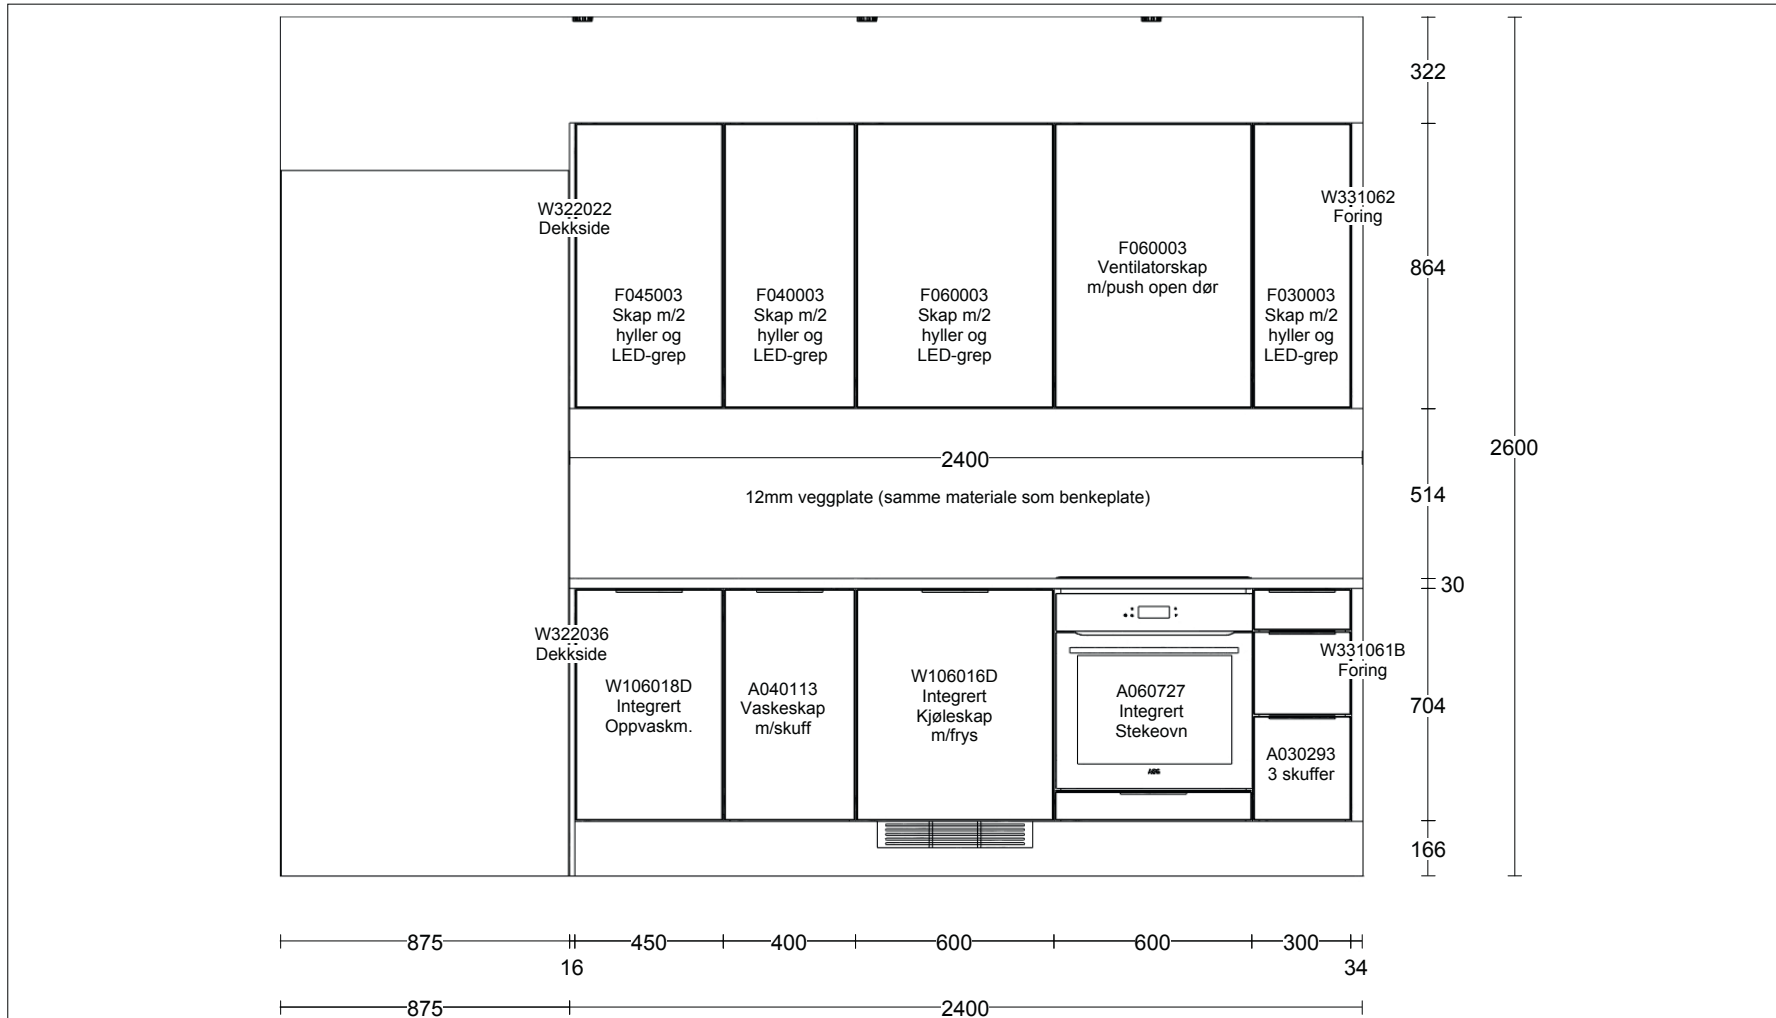 322
W322022
Dekkside
W331062
Foring
F045003
Skap m/2
hyller og
LED-grep
F040003
Skap m/2
hyller og
LED-grep
F060003
Skap m/2
hyller og
LED-grep
F060003
Ventilatorskap
m/push open dør
F030003
Skap m/2
hyller og
LED-grep
864
2400
12mm veggplate (samme materiale som benkeplate)
514
2600
30
W322036
Dekkside
W106018D
Integrert
Oppvaskm.
A040113
Vaskeskap
m/skuff
W106016D
Integrert
Kjøleskap
m/frys
A060727
Integrert
Stekeovn
AEG
W331061B
Foring
A030293
3 skuffer
704
166
875 450 400 600 600 300
16 34
875 2400